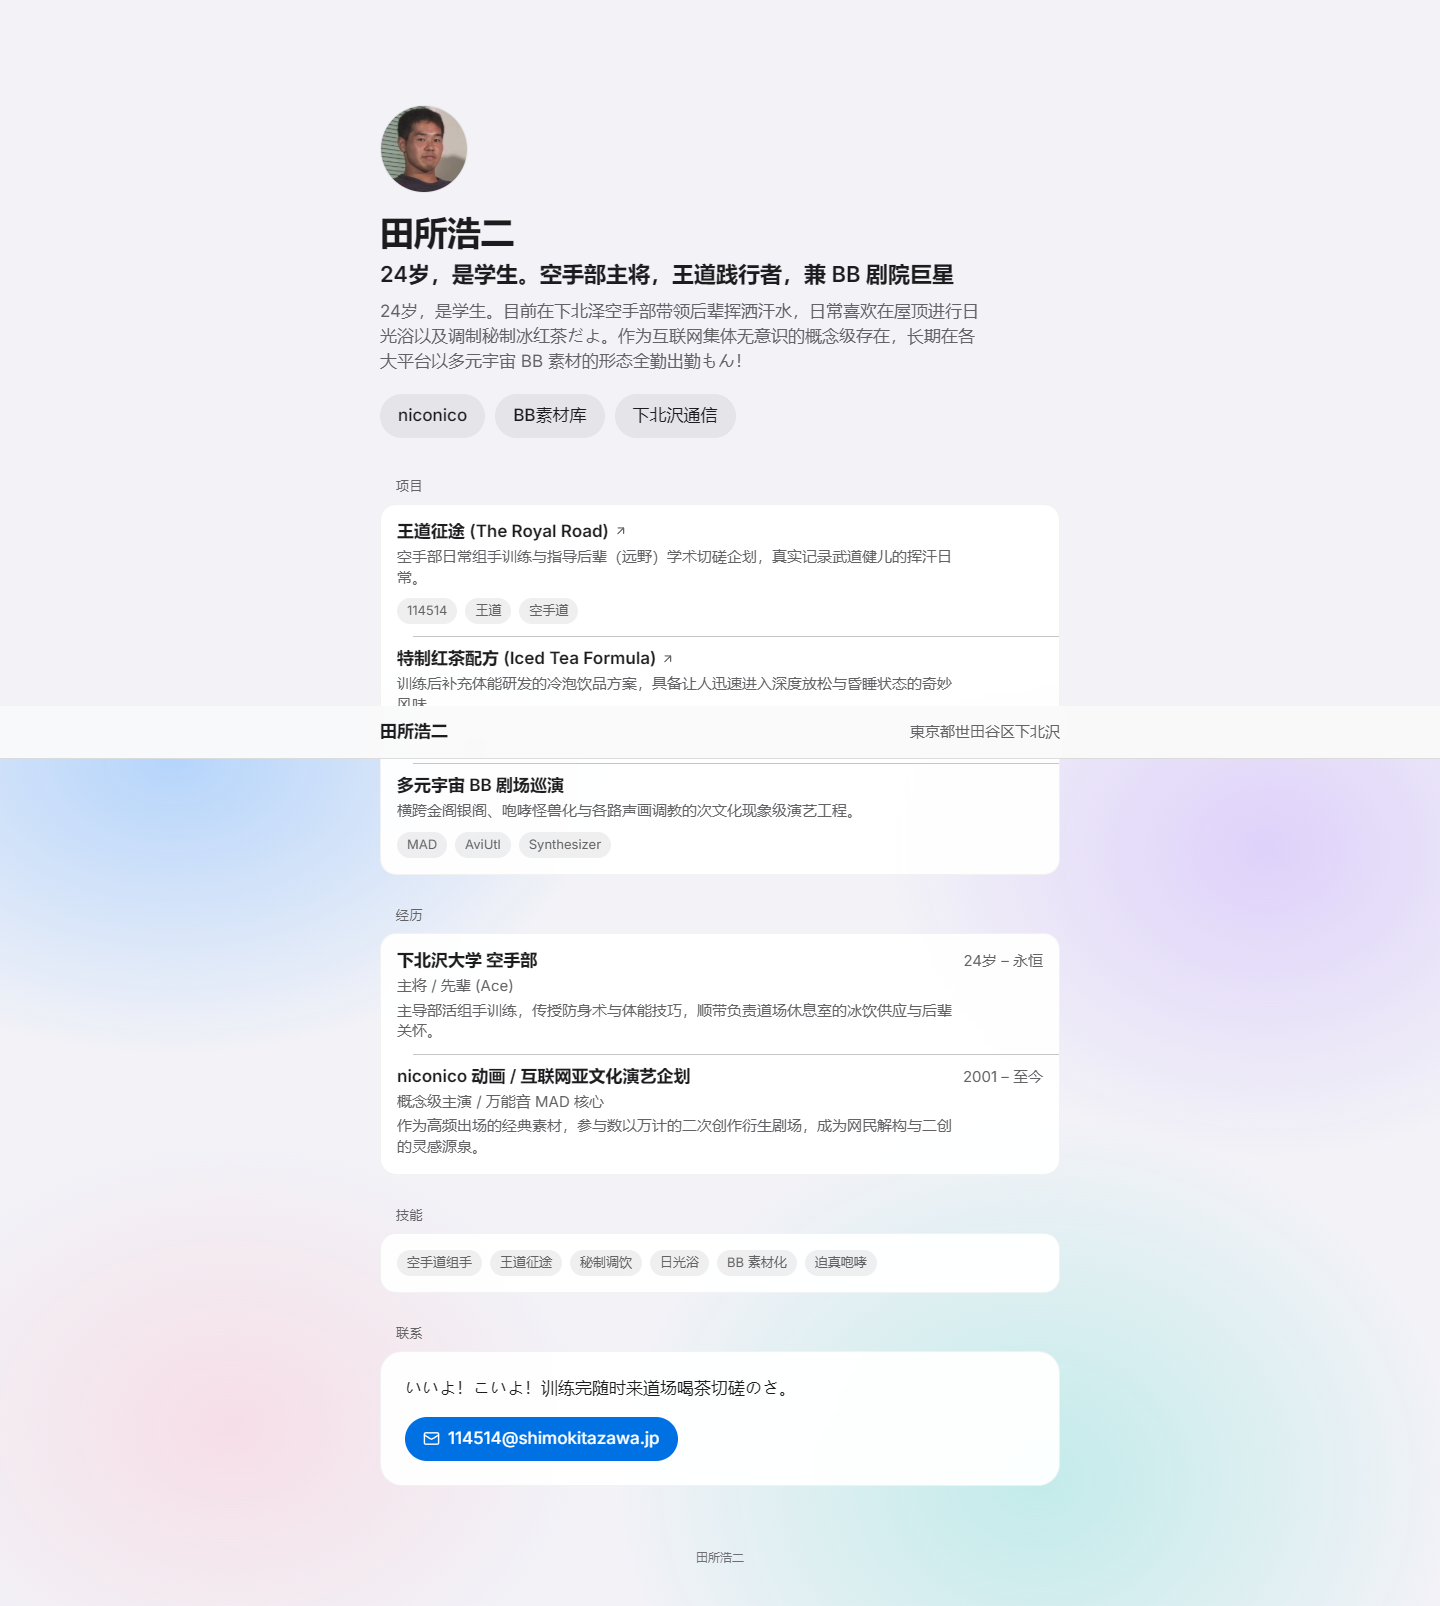 田所浩二
24岁，是学生。空手部主将，王道践行者，兼 BB 剧院巨星
24岁，是学生。目前在下北泽空手部带领后辈挥洒汗水，日常喜欢在屋顶进行日
光浴以及调制秘制冰红茶だよ。作为互联网集体无意识的概念级存在，长期在各
大平台以多元宇宙 BB 素材的形态全勤出勤もん！
niconico
BB素材库
下北沢通信
项目
王道征途 (The Royal Road)
空手部日常组手训练与指导后辈（远野）学术切磋企划，真实记录武道健儿的挥汗日
常。
114514
王道
空手道
特制红茶配方 (Iced Tea Formula)
训练后补充体能研发的冷泡饮品方案，具备让人迅速进入深度放松与昏睡状态的奇妙
风味
田所浩二
東京都世田谷区下北沢
多元宇宙 BB 剧场巡演
横跨金阁银阁、咆哮怪兽化与各路声画调教的次文化现象级演艺工程。
MAD
AviUtl
Synthesizer
经历
下北沢大学 空手部
24岁 – 永恒
主将 / 先辈 (Ace)
主导部活组手训练，传授防身术与体能技巧，顺带负责道场休息室的冰饮供应与后辈
关怀。
niconico 动画 / 互联网亚文化演艺企划
2001 – 至今
概念级主演 / 万能音 MAD 核心
作为高频出场的经典素材，参与数以万计的二次创作衍生剧场，成为网民解构与二创
的灵感源泉。
技能
空手道组手
王道征途
秘制调饮
日光浴
BB 素材化
迫真咆哮
联系
いいよ！こいよ！训练完随时来道场喝茶切磋のさ。
114514@shimokitazawa.jp
田所浩二